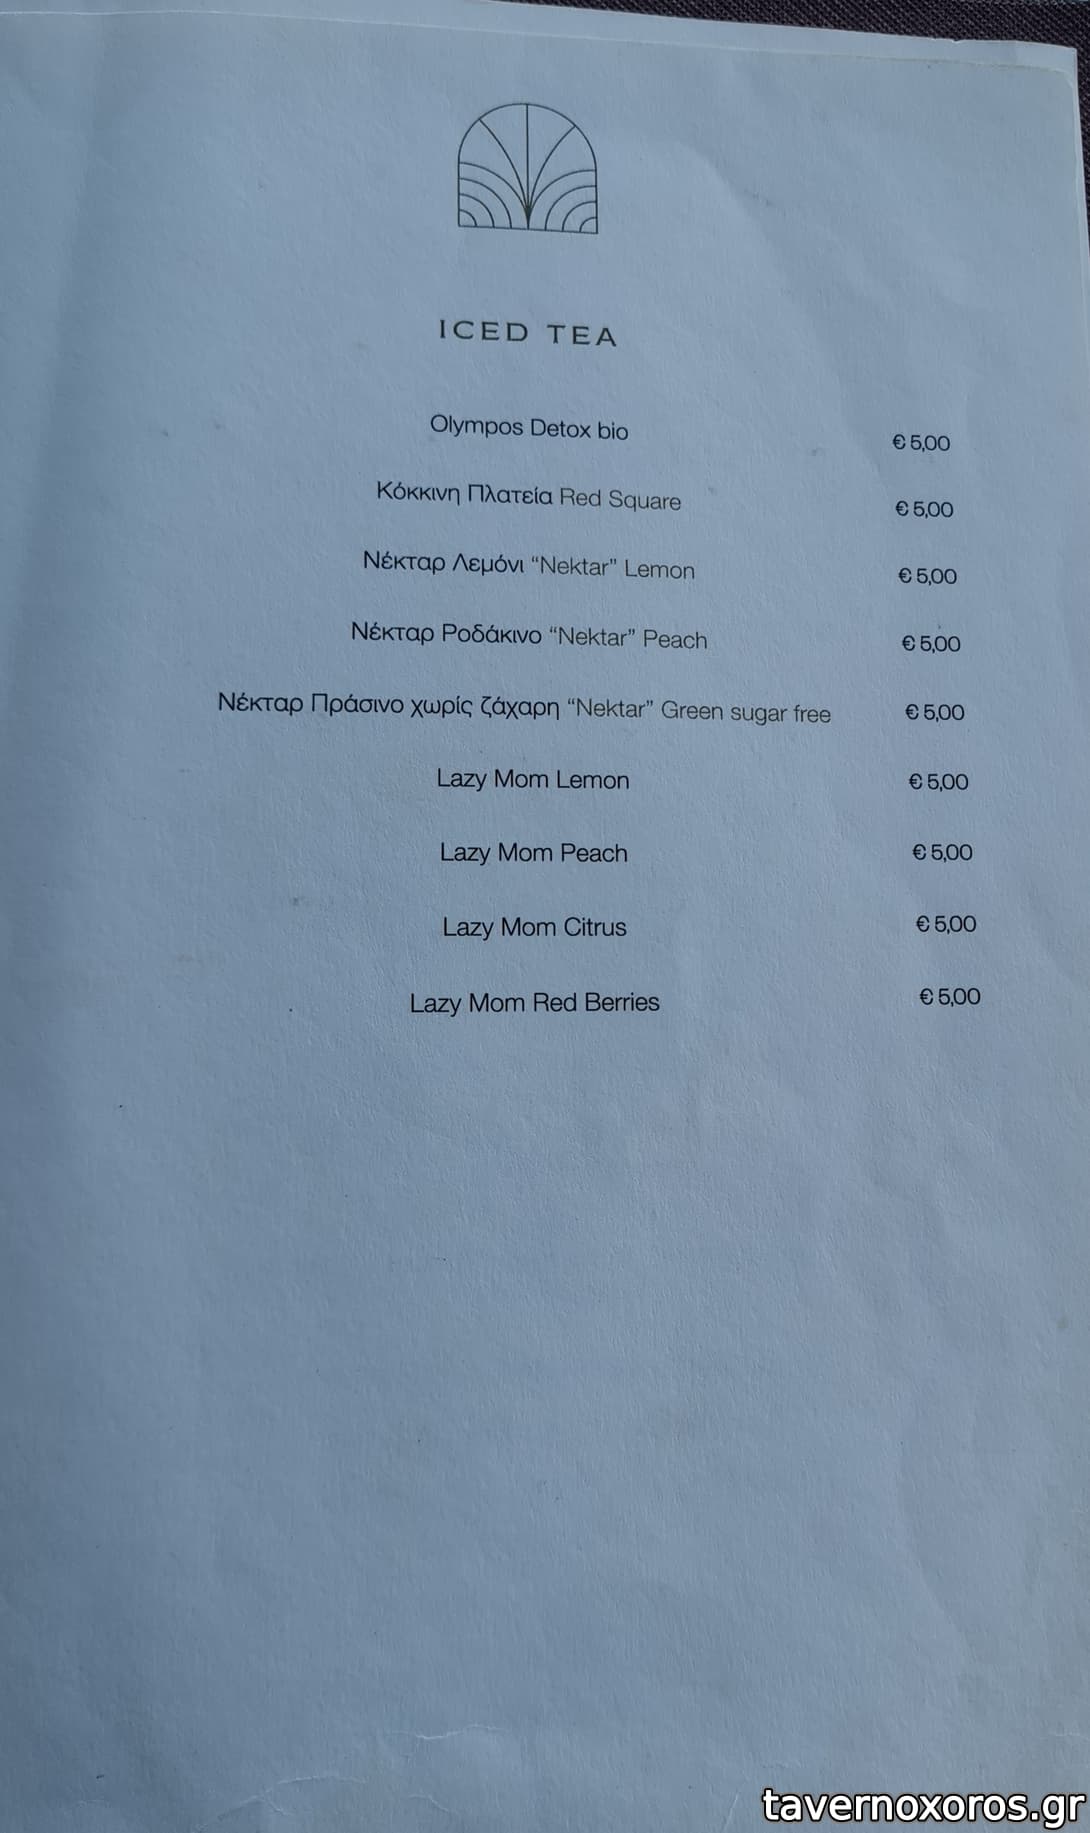 ICED TEA
Olympos Detox bio € 5,00
Κόκκινη Πλατεία Red Square € 5,00
Νέκταρ Λεμόνι “Nektar” Lemon € 5,00
Νέκταρ Ροδάκινο “Nektar” Peach € 5,00
Νέκταρ Πράσινο χωρίς ζάχαρη “Nektar” Green sugar free € 5,00
Lazy Mom Lemon € 5,00
Lazy Mom Peach € 5,00
Lazy Mom Citrus € 5,00
Lazy Mom Red Berries € 5,00
tavernoxoros.gr